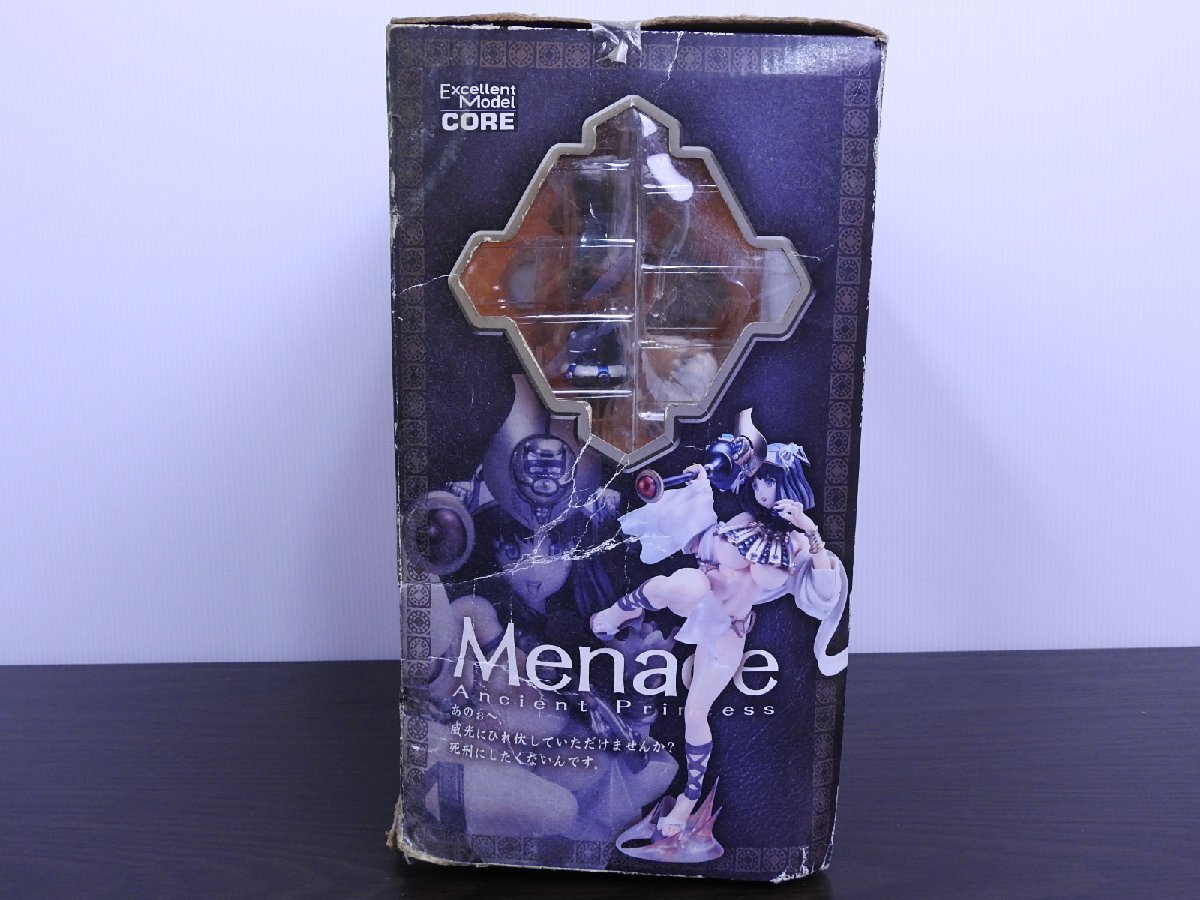 Excellent
Model
CORE
Menace
Ancient Princess
あのぉ～、
威先にひれ伏していただけませんか?
死刑にしたくないんです。